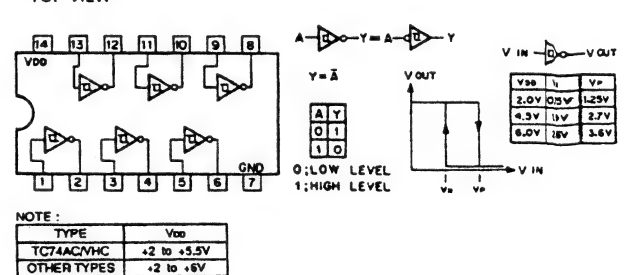 TOP VIEW
14 13 12 11 10 9 8
VDD
GND
1 2 3 4 5 6 7
A Y = A Y
Y = A̅
A Y
0 1
1 0
0;LOW LEVEL
1;HIGH LEVEL
V OUT
V IN
VN VP
V IN V OUT
VDD VP
2.0V 1.25V
4.5V 2.7V
6.0V 3.6V
NOTE :
TYPE VDD
TC74AC/VHC +2 to +5.5V
OTHER TYPES +2 to +6V